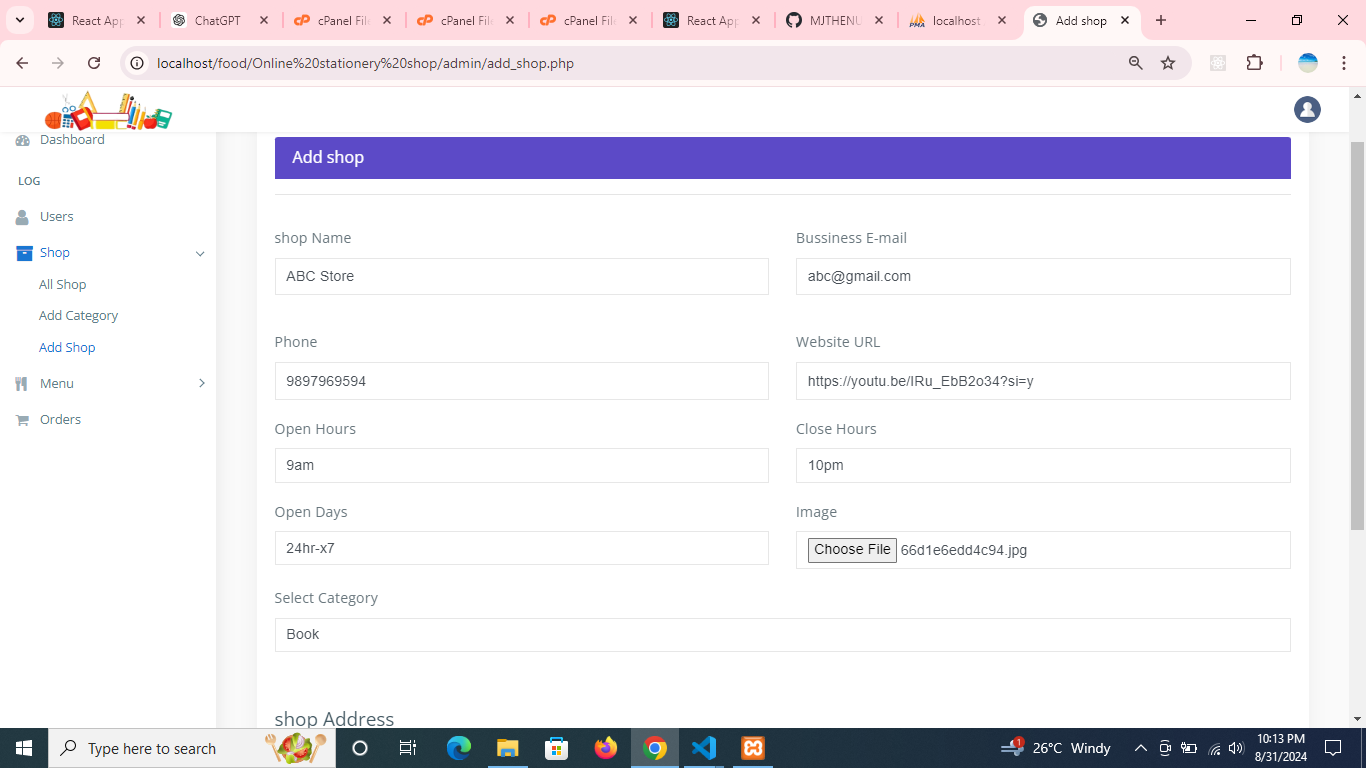 React App
ChatGPT
cPanel File
cPanel File
cPanel File
React App
MJTHENU
localhost
Add shop
localhost/food/Online%20stationery%20shop/admin/add_shop.php
Dashboard
LOG
Users
Shop
All Shop
Add Category
Add Shop
Menu
Orders
Add shop
shop Name
Bussiness E-mail
ABC Store
abc@gmail.com
Phone
Website URL
9897969594
https://youtu.be/IRu_EbB2o34?si=y
Open Hours
Close Hours
9am
10pm
Open Days
Image
24hr-x7
Choose File 66d1e6edd4c94.jpg
Select Category
Book
shop Address
Type here to search
1
26°C Windy
10:13 PM
8/31/2024